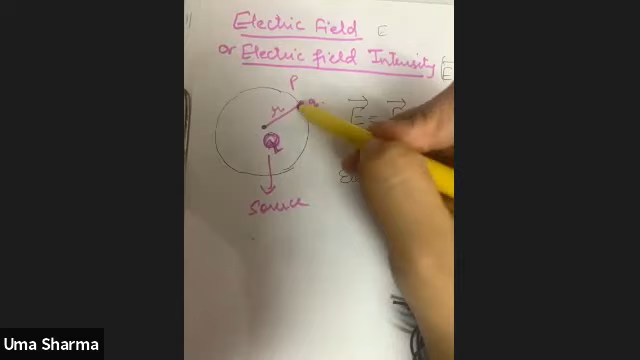 Electric Field E
or Electric field Intensity E
P
r q
E =
Q
Source
Uma Sharma